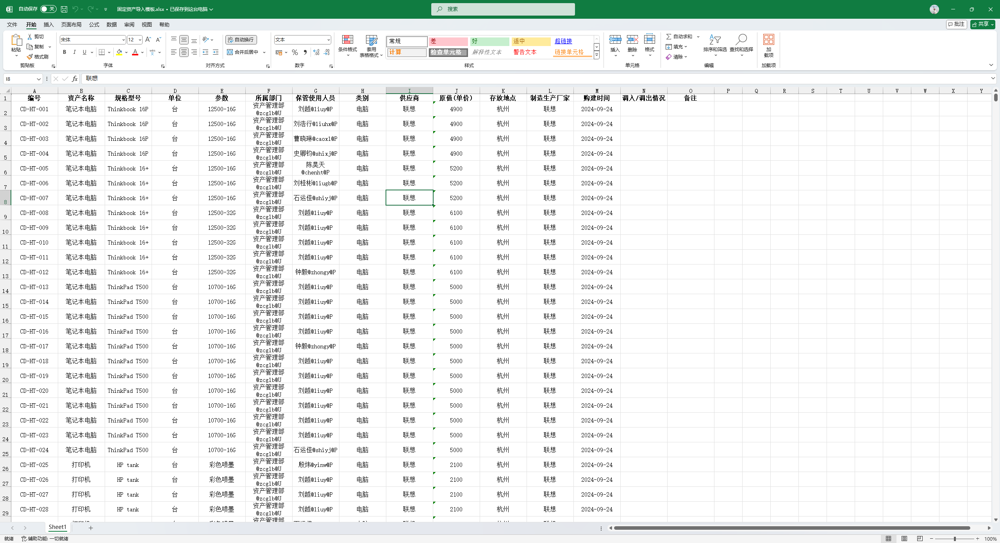 自动保存 关 固定资产导入模板.xlsx • 已保存到这台电脑 搜索
文件 开始 插入 页面布局 公式 数据 审阅 视图 帮助 批注 共享
剪切 宋体 12 自动换行 文本 常规 差 好 适中 超链接 自动求和
粘贴 复制 条件格式 套用 表格格式 插入 删除 格式 填充 排序和筛选 查找和选择 加载项
格式刷 B I U 合并后居中 计算 检查单元格 解释性文本 警告文本 链接单元格 清除
剪贴板 字体 对齐方式 数字 样式 单元格 编辑 加载项
I8 fx 联想
A B C D E F G H I J K L M N O P Q R S T U V W X Y
1 编号 资产名称 规格型号 单位 参数 所属部门 保管使用人员 类别 供应商 原值(单价) 存放地点 制造生产厂家 购建时间 调入/调出情况 备注
2 CD-HT-001 笔记本电脑 Thinkbook 16P 台 12500-16G 资产管理部@zcglb@U 刘越@liuy@P 电脑 联想 4900 杭州 联想 2024-09-24
3 CD-HT-002 笔记本电脑 Thinkbook 16P 台 12500-16G 资产管理部@zcglb@U 刘浩行@liuhx@P 电脑 联想 4900 杭州 联想 2024-09-24
4 CD-HT-003 笔记本电脑 Thinkbook 16P 台 12500-16G 资产管理部@zcglb@U 曹晓琳@caoxl@P 电脑 联想 4900 杭州 联想 2024-09-24
5 CD-HT-004 笔记本电脑 Thinkbook 16P 台 12500-16G 资产管理部@zcglb@U 史卿钧@shixj@P 电脑 联想 4900 杭州 联想 2024-09-24
6 CD-HT-005 笔记本电脑 Thinkbook 16+ 台 12500-16G 资产管理部@zcglb@U 陈昊天@chenht@P 电脑 联想 5200 杭州 联想 2024-09-24
7 CD-HT-006 笔记本电脑 Thinkbook 16+ 台 12500-16G 资产管理部@zcglb@U 刘桂彬@liugb@P 电脑 联想 5200 杭州 联想 2024-09-24
8 CD-HT-007 笔记本电脑 Thinkbook 16+ 台 12500-16G 资产管理部@zcglb@U 石运佳@shiyj@P 电脑 联想 5200 杭州 联想 2024-09-24
9 CD-HT-008 笔记本电脑 Thinkbook 16+ 台 12500-32G 资产管理部@zcglb@U 刘越@liuy@P 电脑 联想 6100 杭州 联想 2024-09-24
10 CD-HT-009 笔记本电脑 Thinkbook 16+ 台 12500-32G 资产管理部@zcglb@U 刘越@liuy@P 电脑 联想 6100 杭州 联想 2024-09-24
11 CD-HT-010 笔记本电脑 Thinkbook 16+ 台 12500-32G 资产管理部@zcglb@U 刘越@liuy@P 电脑 联想 6100 杭州 联想 2024-09-24
12 CD-HT-011 笔记本电脑 Thinkbook 16+ 台 12500-32G 资产管理部@zcglb@U 刘越@liuy@P 电脑 联想 6100 杭州 联想 2024-09-24
13 CD-HT-012 笔记本电脑 Thinkbook 16+ 台 12500-32G 资产管理部@zcglb@U 钟毅@zhongy@P 电脑 联想 6100 杭州 联想 2024-09-24
14 CD-HT-013 笔记本电脑 ThinkPad T500 台 10700-16G 资产管理部@zcglb@U 刘越@liuy@P 电脑 联想 5000 杭州 联想 2024-09-24
15 CD-HT-014 笔记本电脑 ThinkPad T500 台 10700-16G 资产管理部@zcglb@U 刘越@liuy@P 电脑 联想 5000 杭州 联想 2024-09-24
16 CD-HT-015 笔记本电脑 ThinkPad T500 台 10700-16G 资产管理部@zcglb@U 刘越@liuy@P 电脑 联想 5000 杭州 联想 2024-09-24
17 CD-HT-016 笔记本电脑 ThinkPad T500 台 10700-16G 资产管理部@zcglb@U 刘越@liuy@P 电脑 联想 5000 杭州 联想 2024-09-24
18 CD-HT-017 笔记本电脑 ThinkPad T500 台 10700-16G 资产管理部@zcglb@U 钟毅@zhongy@P 电脑 联想 5000 杭州 联想 2024-09-24
19 CD-HT-018 笔记本电脑 ThinkPad T500 台 10700-16G 资产管理部@zcglb@U 刘越@liuy@P 电脑 联想 5000 杭州 联想 2024-09-24
20 CD-HT-019 笔记本电脑 ThinkPad T500 台 10700-16G 资产管理部@zcglb@U 刘越@liuy@P 电脑 联想 5000 杭州 联想 2024-09-24
21 CD-HT-020 笔记本电脑 ThinkPad T500 台 10700-16G 资产管理部@zcglb@U 刘越@liuy@P 电脑 联想 5000 杭州 联想 2024-09-24
22 CD-HT-021 笔记本电脑 ThinkPad T500 台 10700-16G 资产管理部@zcglb@U 刘越@liuy@P 电脑 联想 5000 杭州 联想 2024-09-24
23 CD-HT-022 笔记本电脑 ThinkPad T500 台 10700-16G 资产管理部@zcglb@U 刘越@liuy@P 电脑 联想 5000 杭州 联想 2024-09-24
24 CD-HT-023 笔记本电脑 ThinkPad T500 台 10700-16G 资产管理部@zcglb@U 刘越@liuy@P 电脑 联想 5000 杭州 联想 2024-09-24
25 CD-HT-024 笔记本电脑 ThinkPad T500 台 10700-16G 资产管理部@zcglb@U 石运佳@shiyj@P 电脑 联想 5000 杭州 联想 2024-09-24
26 CD-HT-025 打印机 HP tank 台 彩色喷墨 资产管理部@zcglb@U 殷炜@yinw@P 电脑 联想 2100 杭州 联想 2024-09-24
27 CD-HT-026 打印机 HP tank 台 彩色喷墨 资产管理部@zcglb@U 刘越@liuy@P 电脑 联想 2100 杭州 联想 2024-09-24
28 CD-HT-027 打印机 HP tank 台 彩色喷墨 资产管理部@zcglb@U 刘越@liuy@P 电脑 联想 2100 杭州 联想 2024-09-24
29 CD-HT-028 打印机 HP tank 台 彩色喷墨 资产管理部@zcglb@U 刘越@liuy@P 电脑 联想 2100 杭州 联想 2024-09-24
Sheet1
就绪 辅助功能: 一切就绪 100%